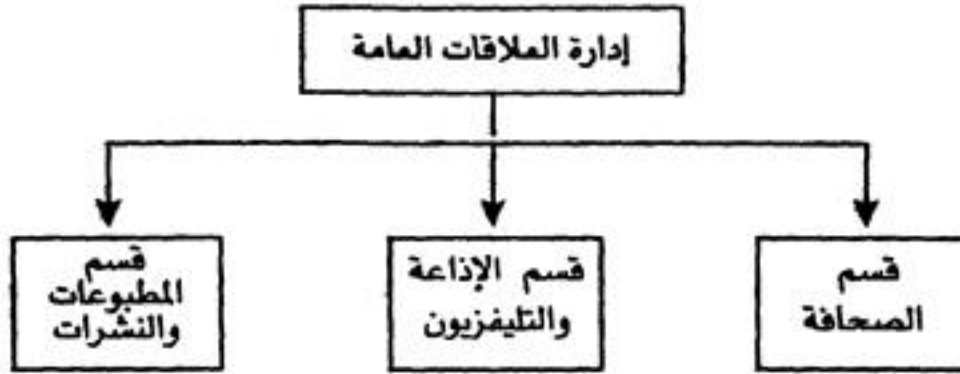 إدارة العلاقات العامة
قسم
الصحافة
قسم الإذاعة
والتليفزيون
قسم
المطبوعات
والنشرات